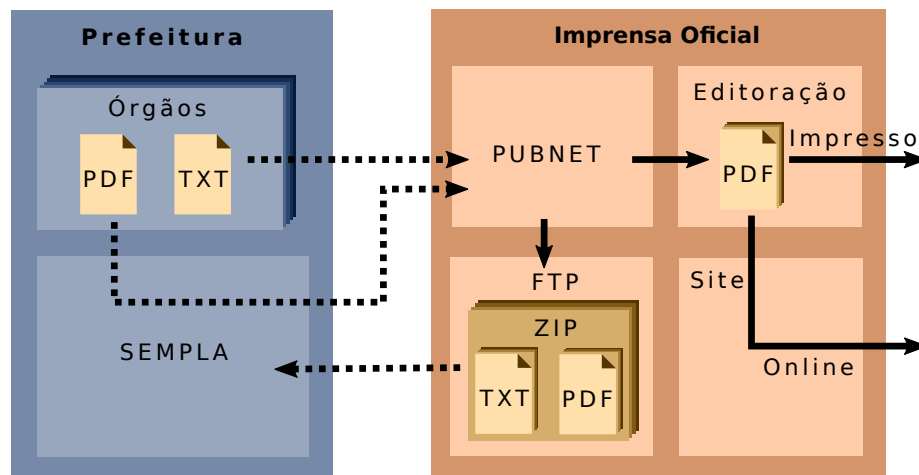 Prefeitura
Órgãos
PDF
TXT
SEMPLA
Imprensa Oficial
PUBNET
Editoração
PDF
Impresso
FTP
ZIP
TXT
PDF
Site
Online